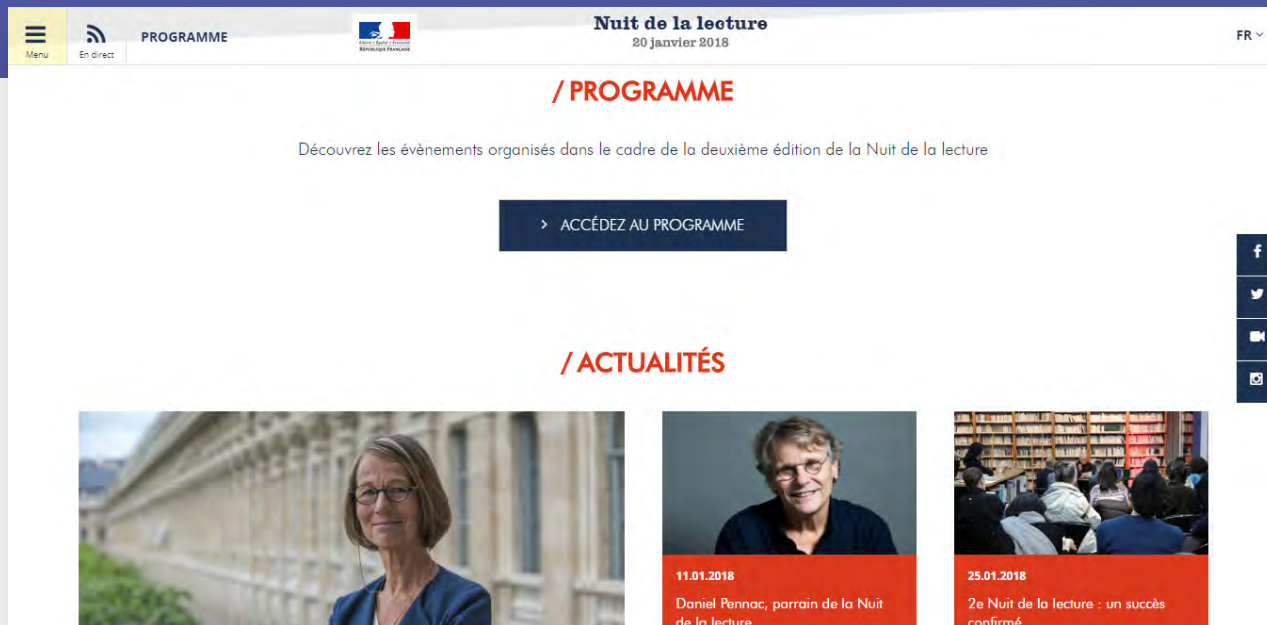 Menu
En direct
PROGRAMME
RÉPUBLIQUE FRANÇAISE
Nuit de la lecture
20 janvier 2018
FR
/ PROGRAMME
Découvrez les évènements organisés dans le cadre de la deuxième édition de la Nuit de la lecture
> ACCÉDEZ AU PROGRAMME
/ ACTUALITÉS
11.01.2018
Daniel Pennac, parrain de la Nuit
de la lecture
25.01.2018
2e Nuit de la lecture : un succès
confirmé